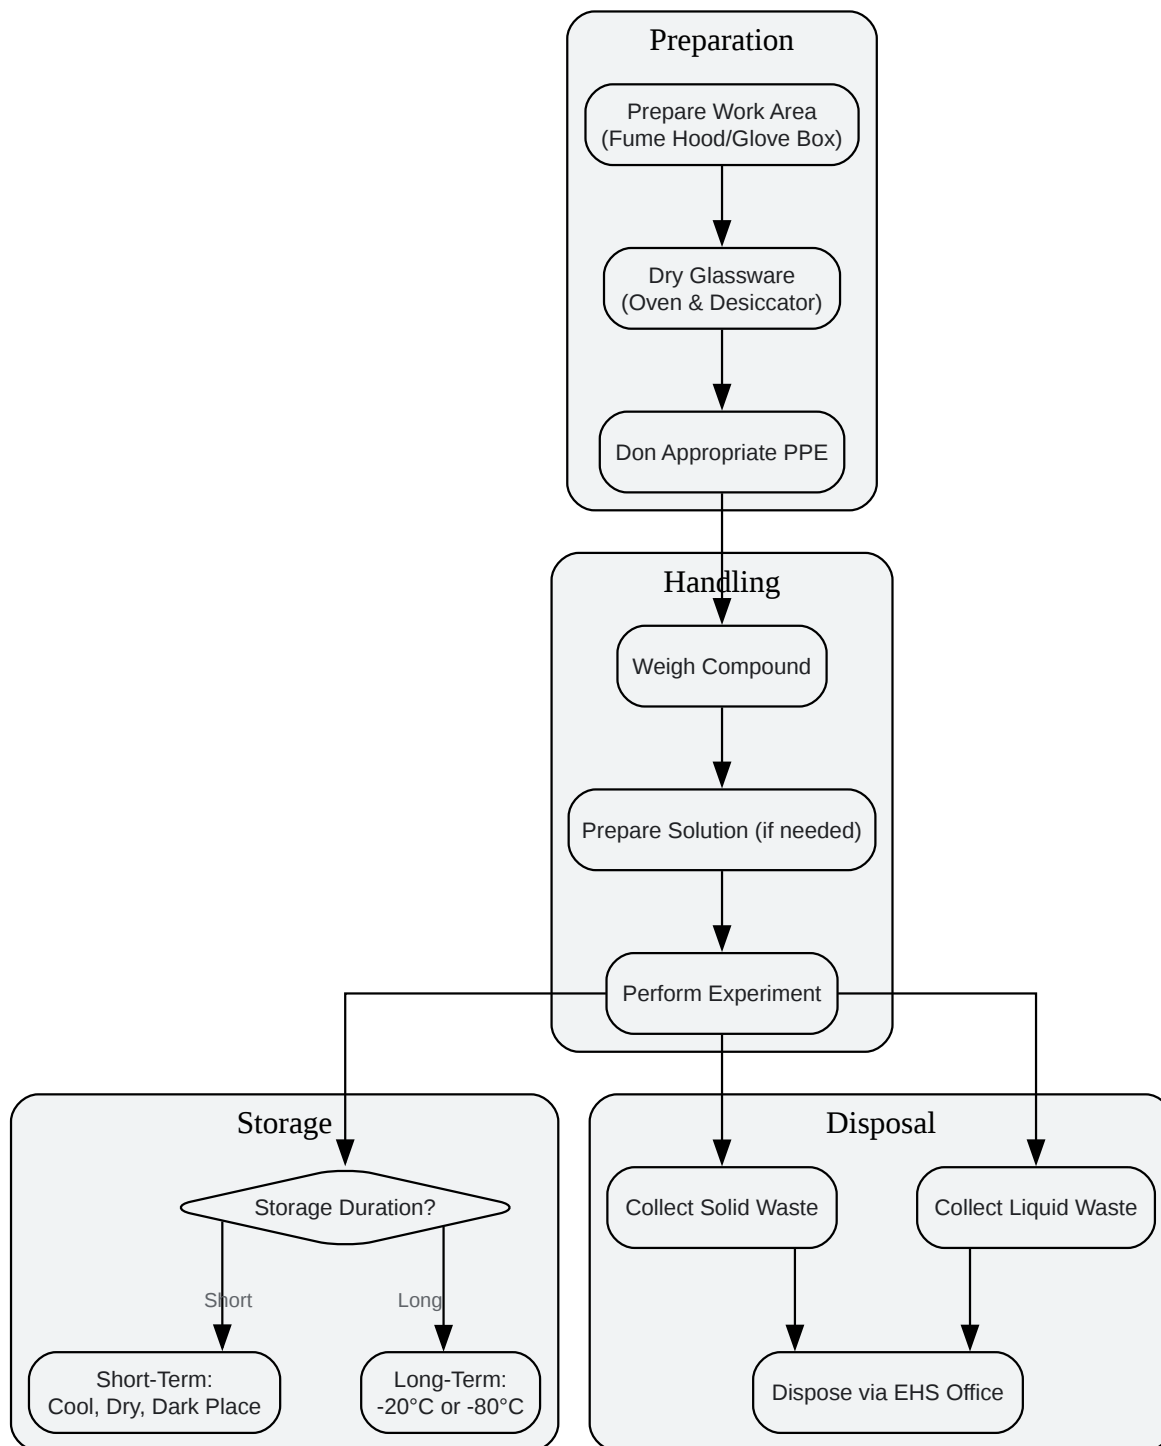 Preparation
Prepare Work Area
(Fume Hood/Glove Box)
Dry Glassware
(Oven & Desiccator)
Don Appropriate PPE
Handling
Weigh Compound
Prepare Solution (if needed)
Perform Experiment
Storage
Storage Duration?
Short
Long
Short-Term:
Cool, Dry, Dark Place
Long-Term:
-20°C or -80°C
Disposal
Collect Solid Waste
Collect Liquid Waste
Dispose via EHS Office